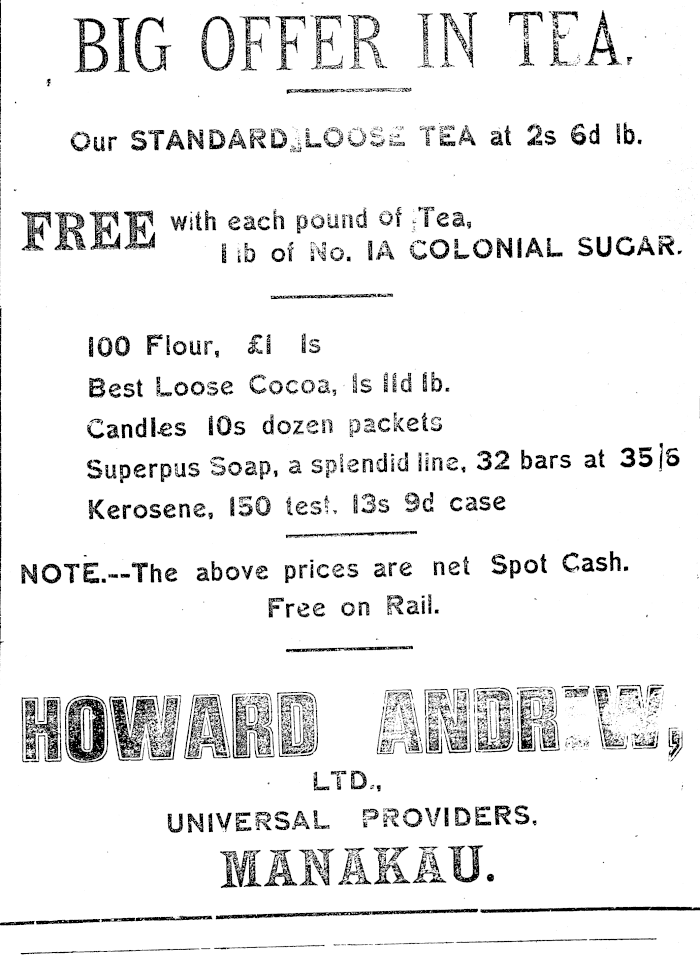 BIG OFFER IN TEA.
Our STANDARD LOOSE TEA at 2s 6d lb.
FREE with each pound of Tea,
1 lb of No. 1A COLONIAL SUGAR.
100 Flour, £1 1s
Best Loose Cocoa, 1s 11d lb.
Candles 10s dozen packets
Superpus Soap, a splendid line, 32 bars at 35/6
Kerosene, 150 test, 13s 9d case
NOTE.--The above prices are net Spot Cash.
Free on Rail.
HOWARD ANDREW,
LTD.,
UNIVERSAL PROVIDERS.
MANAKAU.